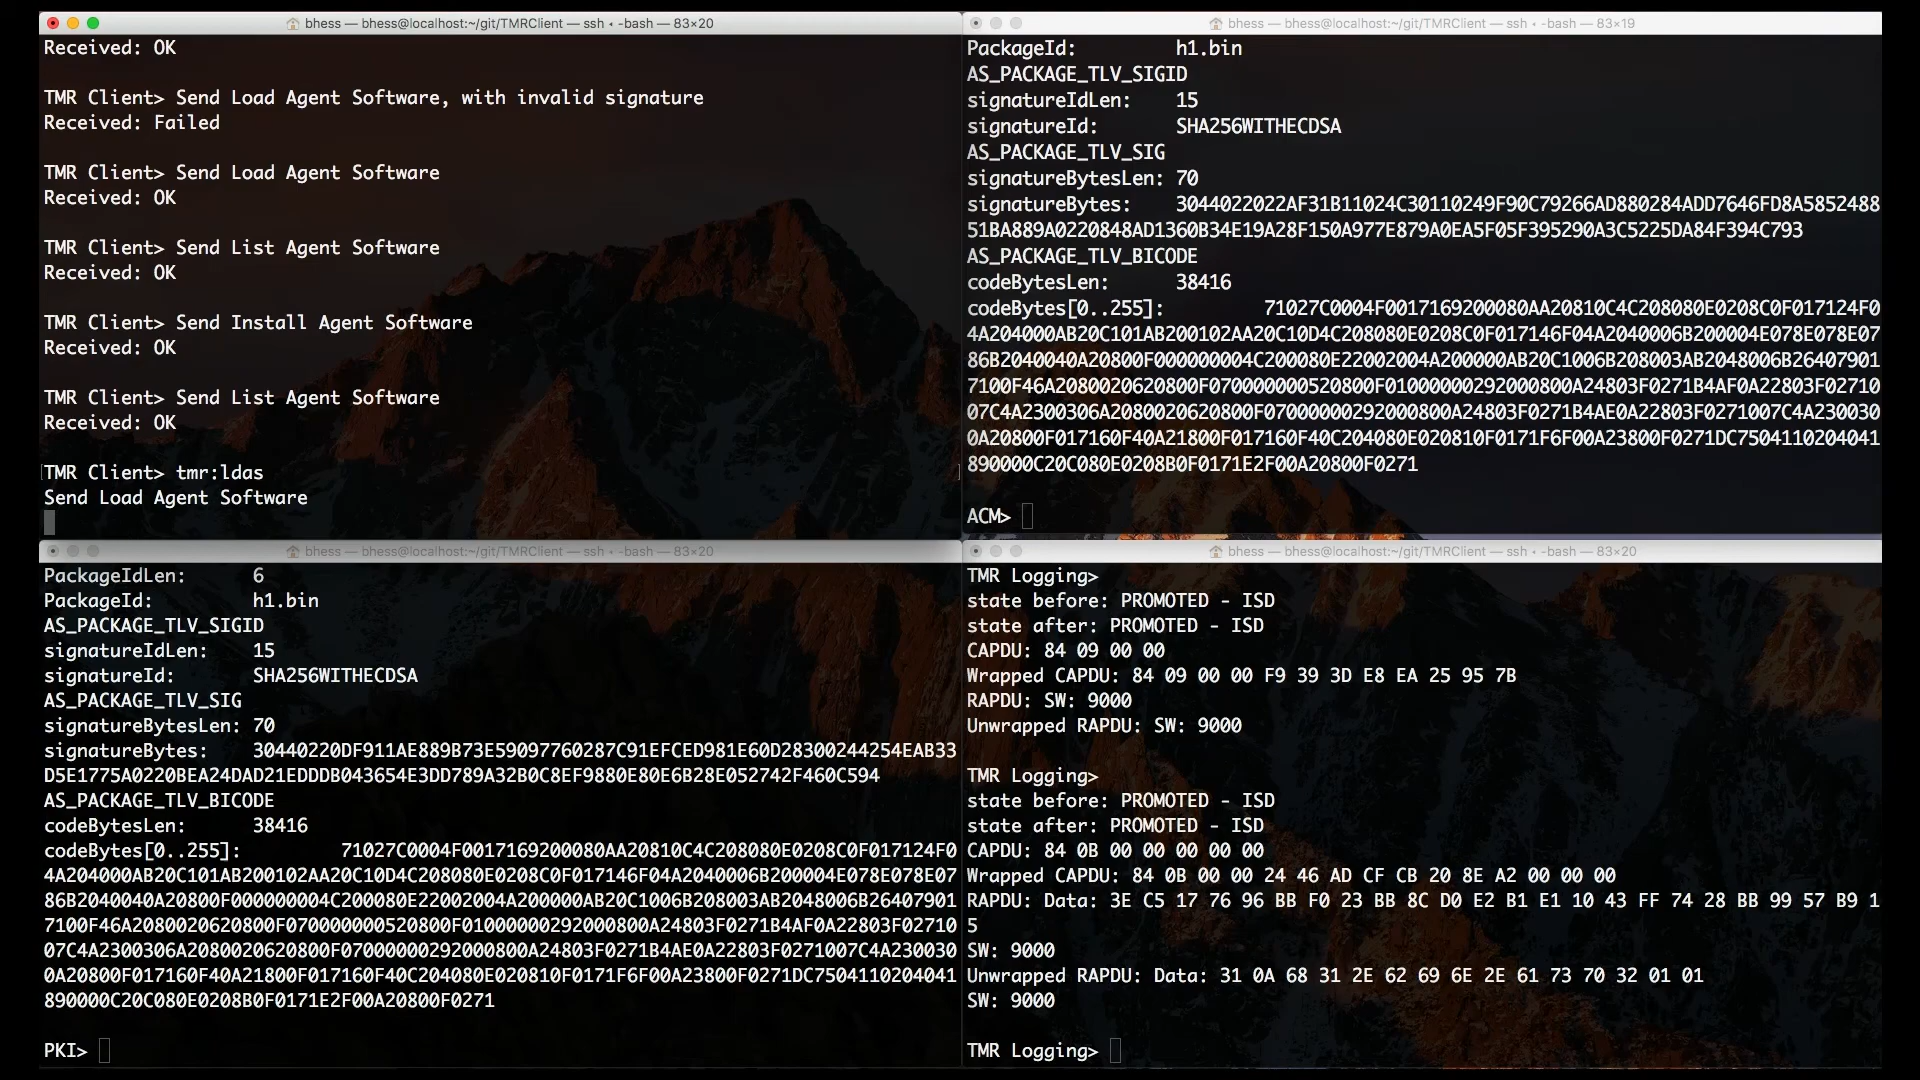 bhess — bhess@localhost:~/git/TMRClient — ssh ‹ -bash — 83×20
Received: OK
TMR Client> Send Load Agent Software, with invalid signature
Received: Failed
TMR Client> Send Load Agent Software
Received: OK
TMR Client> Send List Agent Software
Received: OK
TMR Client> Send Install Agent Software
Received: OK
TMR Client> Send List Agent Software
Received: OK
TMR Client> tmr:ldas
Send Load Agent Software
bhess — bhess@localhost:~/git/TMRClient — ssh ‹ -bash — 83×19
PackageId: h1.bin
AS_PACKAGE_TLV_SIGID
signatureIdLen: 15
signatureId: SHA256WITHECDSA
AS_PACKAGE_TLV_SIG
signatureBytesLen: 70
signatureBytes: 3044022022AF31B11024C30110249F90C79266AD880284ADD7646FD8A5852488
51BA889A0220848AD1360B34E19A28F150A977E879A0EA5F05F395290A3C5225DA84F394C793
AS_PACKAGE_TLV_BICODE
codeBytesLen: 38416
codeBytes[0..255]: 71027C0004F0017169200080AA20810C4C208080E0208C0F017124F0
4A204000AB20C101AB200102AA20C10D4C208080E0208C0F017146F04A2040006B200004E078E078E07
86B2040040A20800F000000004C200080E22002004A200000AB20C1006B208003AB2048006B26407901
7100F46A2080020620800F07000000520800F01000000292000800A24803F0271B4AF0A22803F02710
07C4A2300306A2080020620800F07000000292000800A24803F0271B4AE0A22803F0271007C4A230030
0A20800F017160F40A21800F017160F40C204080E020810F0171F6F00A23800F0271DC7504110204041
890000C20C080E0208B0F0171E2F00A20800F0271
ACM>
bhess — bhess@localhost:~/git/TMRClient — ssh ‹ -bash — 83×20
PackageIdLen: 6
PackageId: h1.bin
AS_PACKAGE_TLV_SIGID
signatureIdLen: 15
signatureId: SHA256WITHECDSA
AS_PACKAGE_TLV_SIG
signatureBytesLen: 70
signatureBytes: 30440220DF911AE889B73E59097760287C91EFCED981E60D28300244254EAB33
D5E1775A0220BEA24DAD21EDDDB043654E3DD789A32B0C8EF9880E80E6B28E052742F460C594
AS_PACKAGE_TLV_BICODE
codeBytesLen: 38416
codeBytes[0..255]: 71027C0004F0017169200080AA20810C4C208080E0208C0F017124F0
4A204000AB20C101AB200102AA20C10D4C208080E0208C0F017146F04A2040006B200004E078E078E07
86B2040040A20800F000000004C200080E22002004A200000AB20C1006B208003AB2048006B26407901
7100F46A2080020620800F07000000520800F01000000292000800A24803F0271B4AF0A22803F02710
07C4A2300306A2080020620800F07000000292000800A24803F0271B4AE0A22803F0271007C4A230030
0A20800F017160F40A21800F017160F40C204080E020810F0171F6F00A23800F0271DC7504110204041
890000C20C080E0208B0F0171E2F00A20800F0271
PKI>
bhess — bhess@localhost:~/git/TMRClient — ssh ‹ -bash — 83×20
TMR Logging>
state before: PROMOTED - ISD
state after: PROMOTED - ISD
CAPDU: 84 09 00 00
Wrapped CAPDU: 84 09 00 00 F9 39 3D E8 EA 25 95 7B
RAPDU: SW: 9000
Unwrapped RAPDU: SW: 9000
TMR Logging>
state before: PROMOTED - ISD
state after: PROMOTED - ISD
CAPDU: 84 0B 00 00 00 00 00
Wrapped CAPDU: 84 0B 00 00 24 46 AD CF CB 20 8E A2 00 00 00
RAPDU: Data: 3E C5 17 76 96 BB F0 23 BB 8C D0 E2 B1 E1 10 43 FF 74 28 BB 99 57 B9 1
5
SW: 9000
Unwrapped RAPDU: Data: 31 0A 68 31 2E 62 69 6E 2E 61 73 70 32 01 01
SW: 9000
TMR Logging>